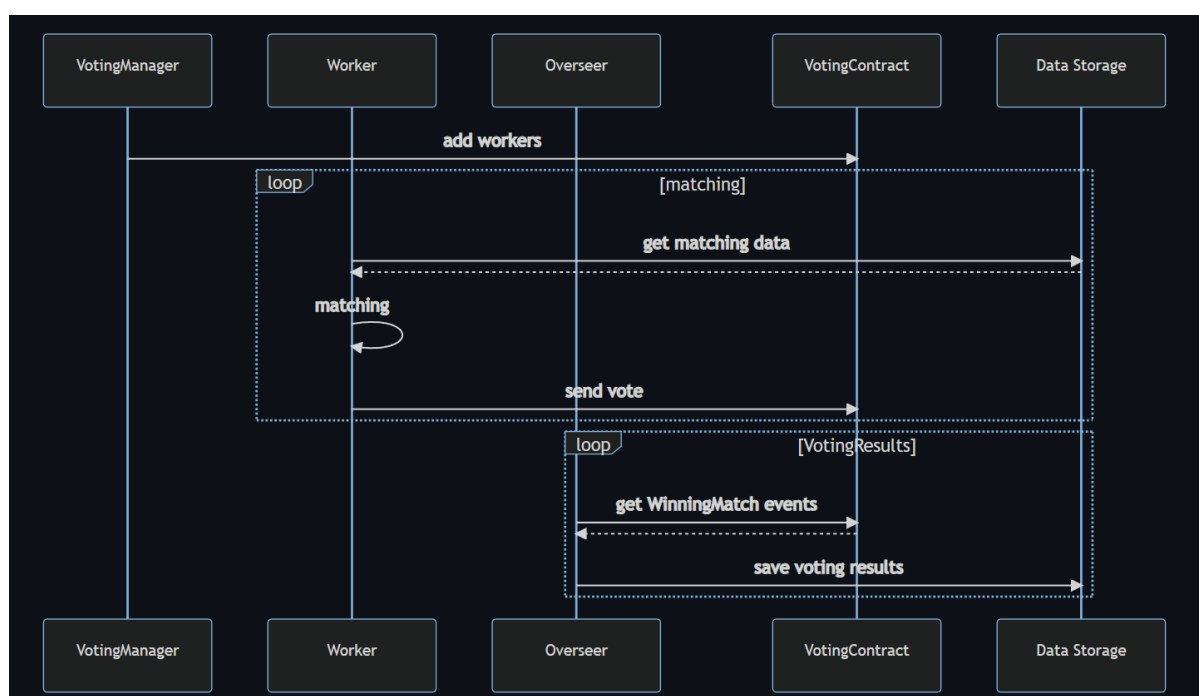 VotingManager
Worker
Overseer
VotingContract
Data Storage
add workers
loop
[matching]
get matching data
matching
send vote
loop
[VotingResults]
get WinningMatch events
save voting results
VotingManager
Worker
Overseer
VotingContract
Data Storage